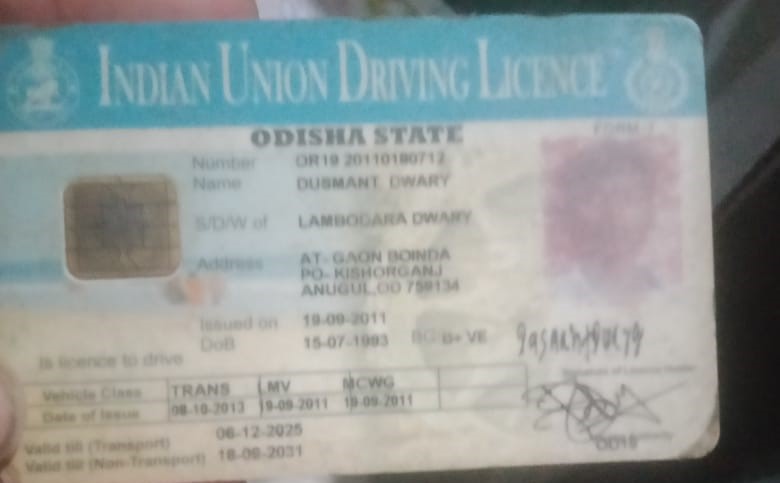 INDIAN UNION DRIVING LICENCE
ODISHA STATE
FORM-7
Number OR19 20110180712
Name DUSMANT DWARY
S/D/W of LAMBODARA DWARY
Address AT- GAON BOINDA
PO- KISHORGANJ
ANUGUL,OD 759134
Issued on 19-09-2011
DoB 15-07-1993 BG B+ VE
Is licence to drive
Vehicle Class TRANS LMV MCWG
Date of Issue 08-10-2013 19-09-2011 19-09-2011
Valid till (Transport) 06-12-2025
Valid till (Non-Transport) 18-09-2031